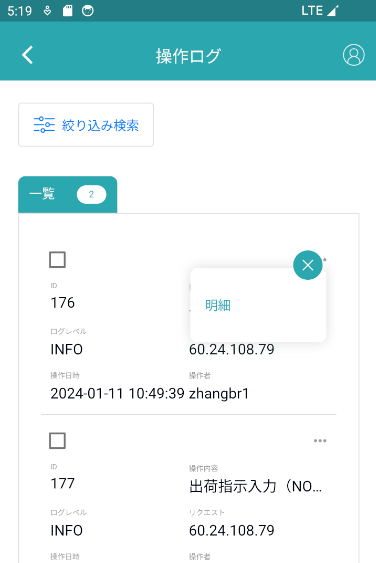 5:19 LTE
操作ログ
絞り込み検索
一覧 2
ID
176
明細
ログレベル
INFO 60.24.108.79
操作日時 操作者
2024-01-11 10:49:39 zhangbr1
ID 操作内容
177 出荷指示入力（NO...
ログレベル リクエスト
INFO 60.24.108.79
操作日時 操作者